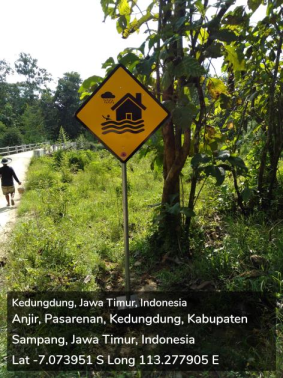 Kedungdung, Jawa Timur, Indonesia
Anjir, Pasarenan, Kedungdung, Kabupaten
Sampang, Jawa Timur, Indonesia
Lat -7.073951 S Long 113.277905 E